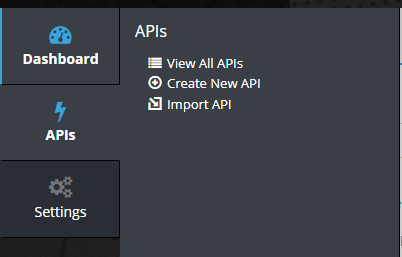 Dashboard
APIs
Settings
APIs
View All APIs
Create New API
Import API